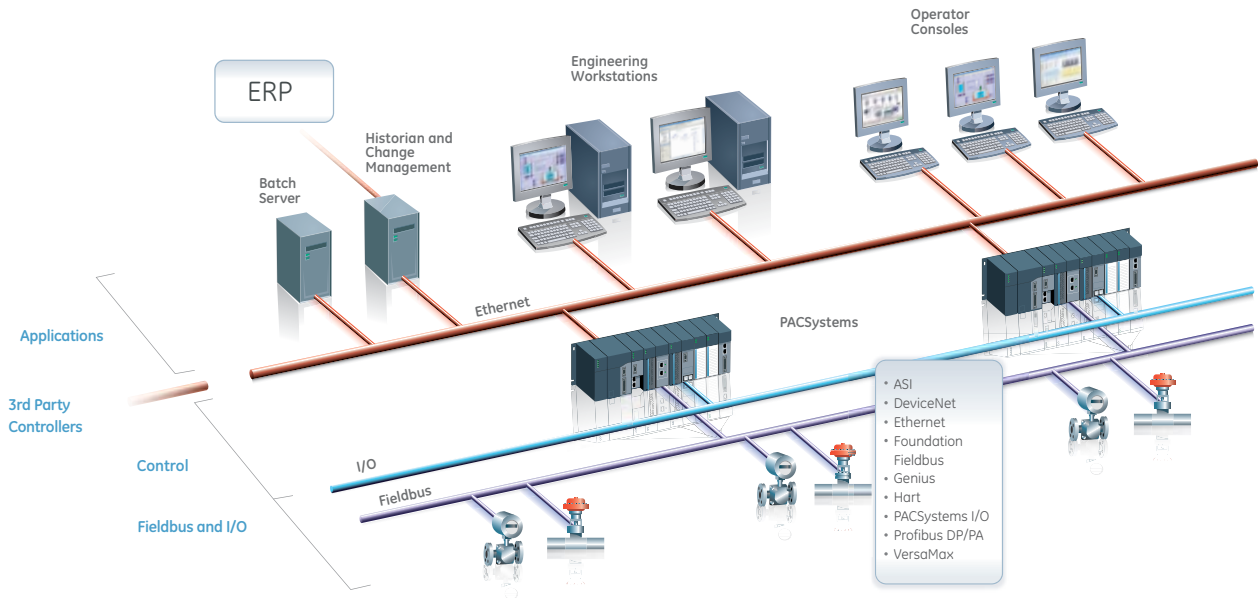 Operator
Consoles
Engineering
Workstations
ERP
Historian and
Change
Management
Batch
Server
Ethernet
PACSystems
Applications
3rd Party
Controllers
Control
Fieldbus and I/O
I/O
Fieldbus
• ASI
• DeviceNet
• Ethernet
• Foundation
Fieldbus
• Genius
• Hart
• PACSystems I/O
• Profibus DP/PA
• VersaMax